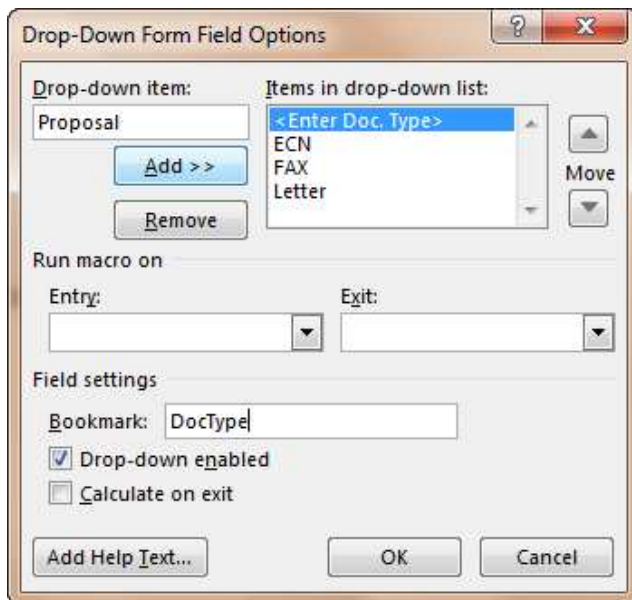 Drop-Down Form Field Options
Drop-down item:
Items in drop-down list:
Proposal
<Enter Doc. Type>
ECN
FAX
Letter
Add >>
Remove
Move
Run macro on
Entry:
Exit:
Field settings
Bookmark: DocType
Drop-down enabled
Calculate on exit
Add Help Text...
OK
Cancel